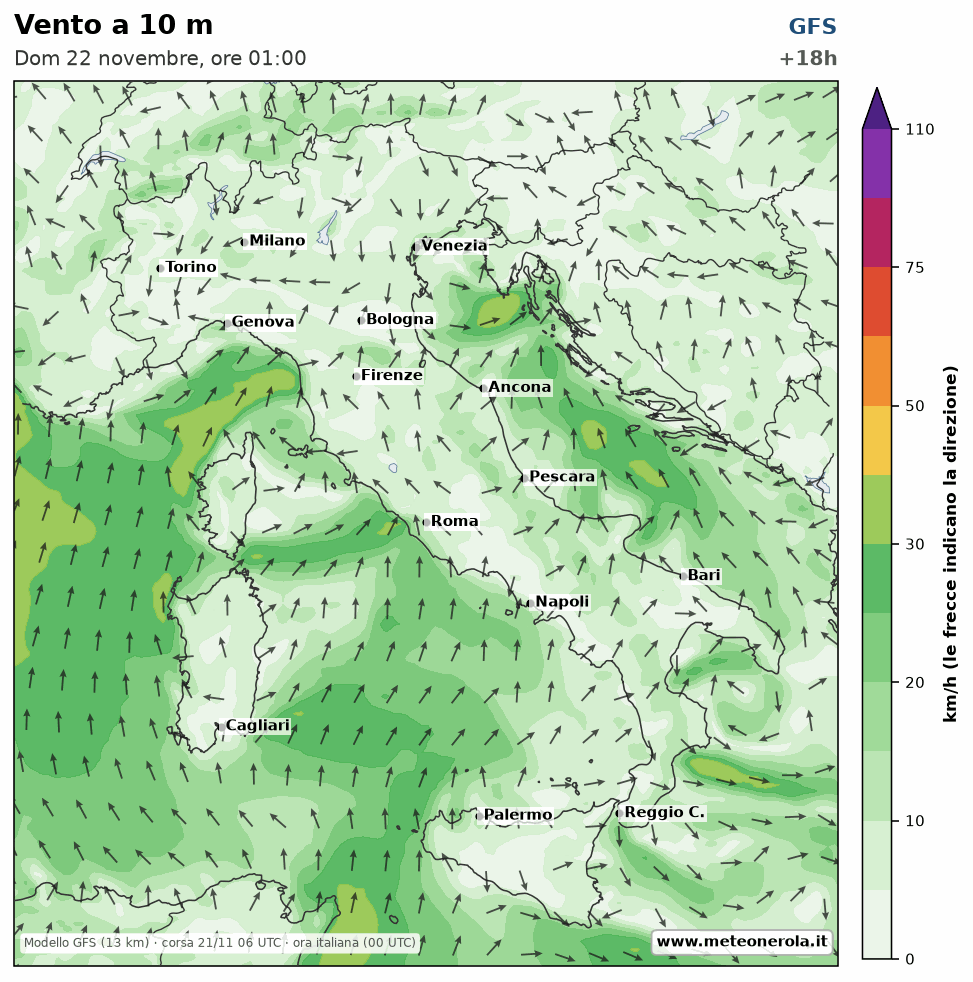 Vento a 10 m
GFS
Dom 22 novembre, ore 01:00
+18h
110
75
50
30
20
10
0
km/h (le frecce indicano la direzione)
Milano
Venezia
Torino
Genova
Bologna
Firenze
Ancona
Pescara
Roma
Bari
Napoli
Cagliari
Palermo
Reggio C.
Modello GFS (13 km) · corsa 21/11 06 UTC · ora italiana (00 UTC)
www.meteonerola.it